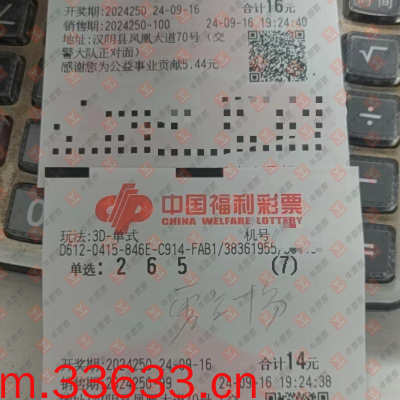 开奖期:2024250 24-09-16 合计16元
销售期:2024250-100 24-09-16 19:24:40
地址:汉阴县凤凰大道70号（交
警大队正对面）
感谢您为公益事业贡献5.44元
中国福利彩票
CHINA WELFARE LOTTERY
玩法:3D-单式 机号
D612-0415-846E-C914-FAB1/38361955/
单选: 2 6 5 (7)
开奖期:2024250 24-09-16 合计14元
销售期:2024250-99 24-09-16 19:24:38
m.33633.cn